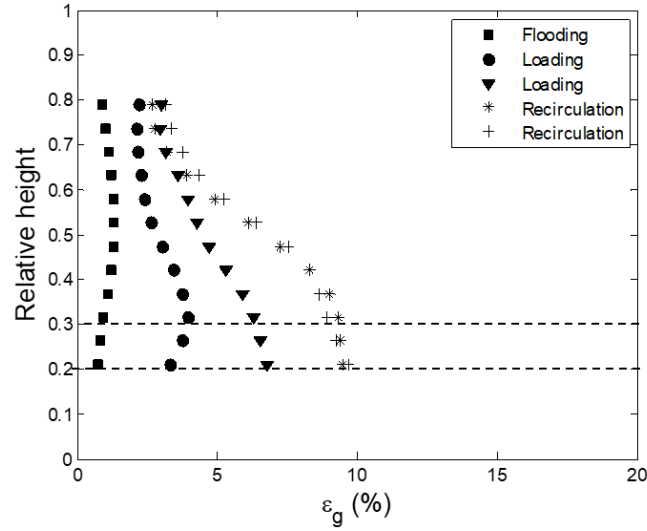 1
0.9
0.8
0.7
0.6
0.5
0.4
0.3
0.2
0.1
0
Relative height
0
5
10
15
20
εg (%)
Flooding
Loading
Loading
Recirculation
Recirculation